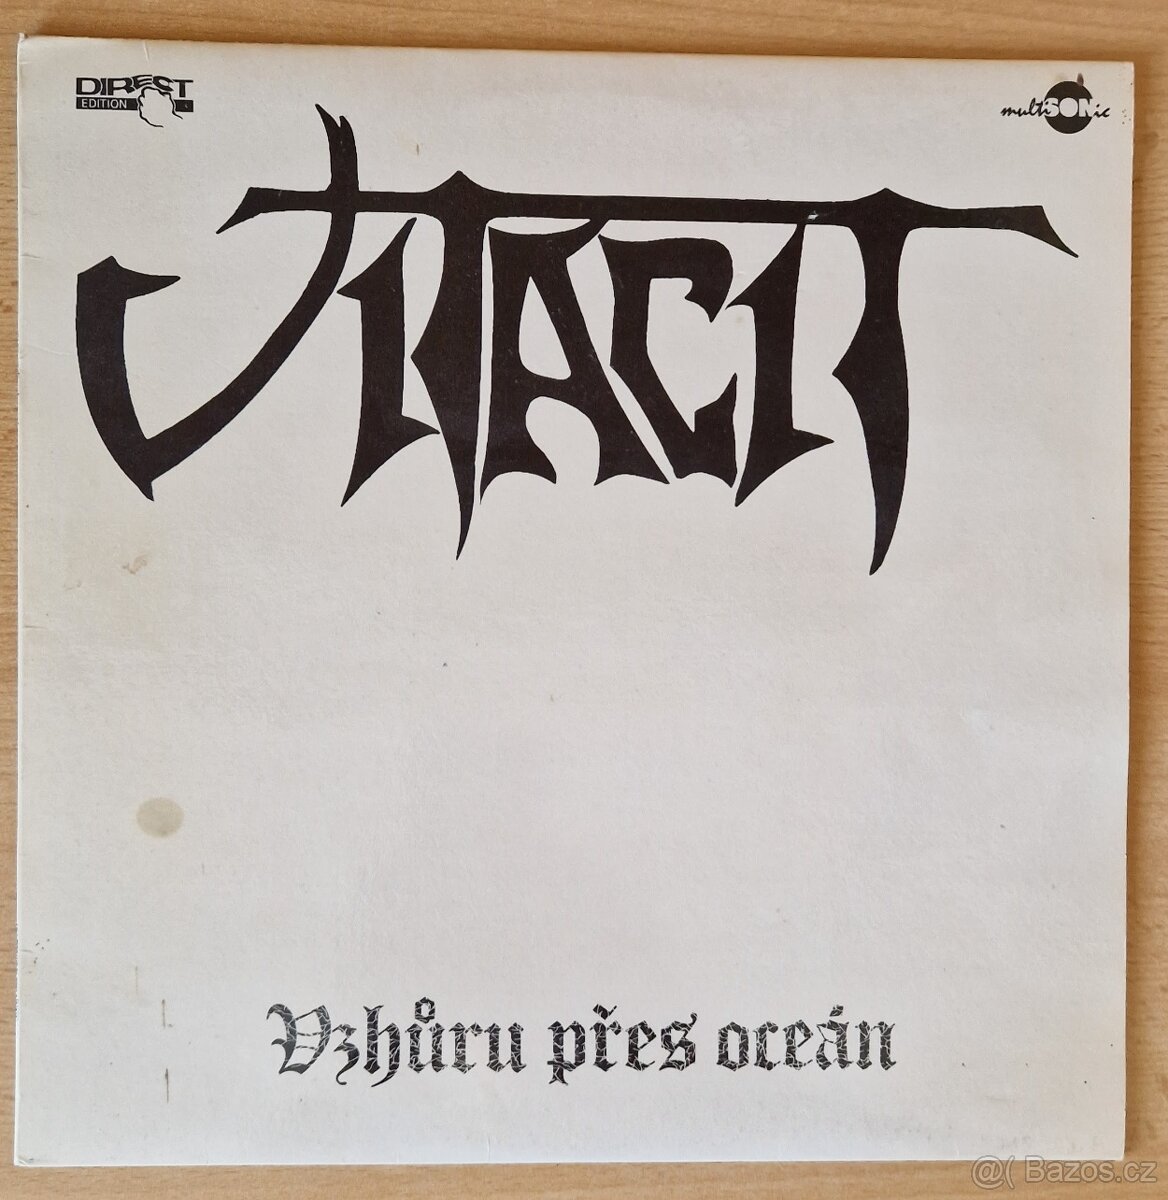 DIRECT
EDITION
multiSONic
VITACIT
Vzhůru přes oceán
@( Bazos.cz